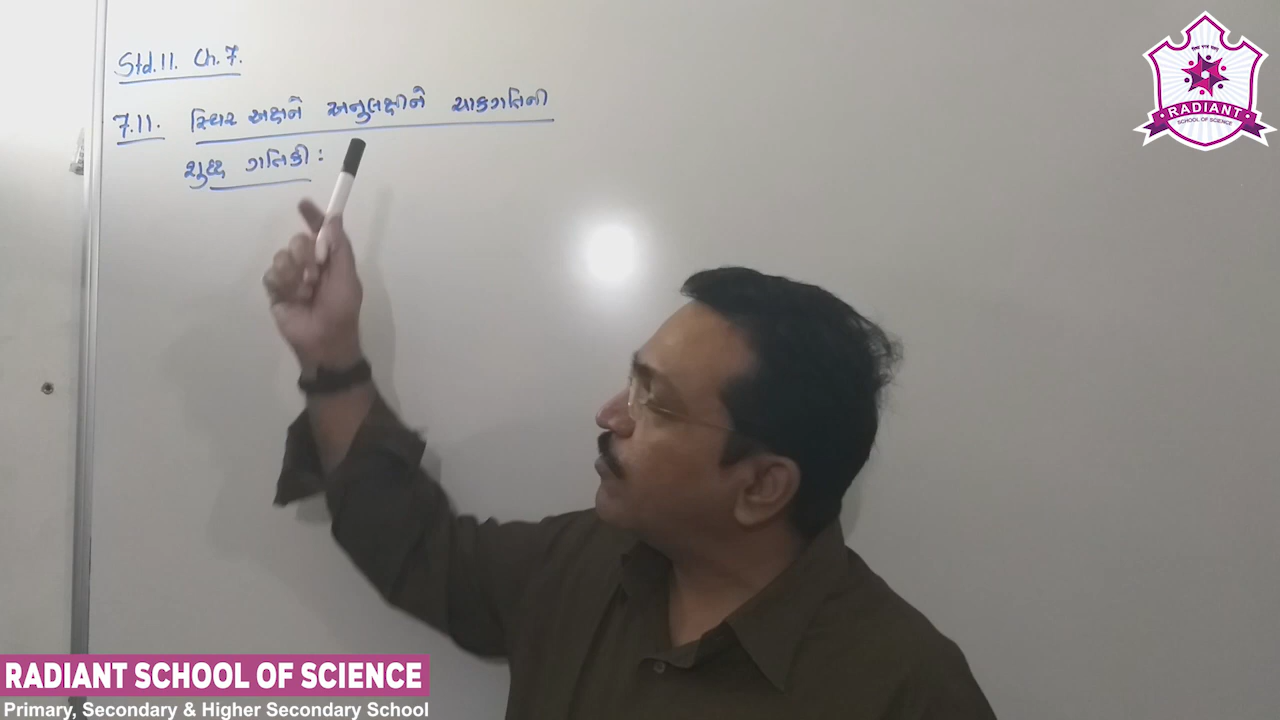 Std.11. Ch.7.
7.11. સ્થિર અક્ષને અનુલક્ષીને ચાકગતિની
શુદ્ધ ગતિકી :
RADIANT
SCHOOL OF SCIENCE
RADIANT SCHOOL OF SCIENCE
Primary, Secondary & Higher Secondary School